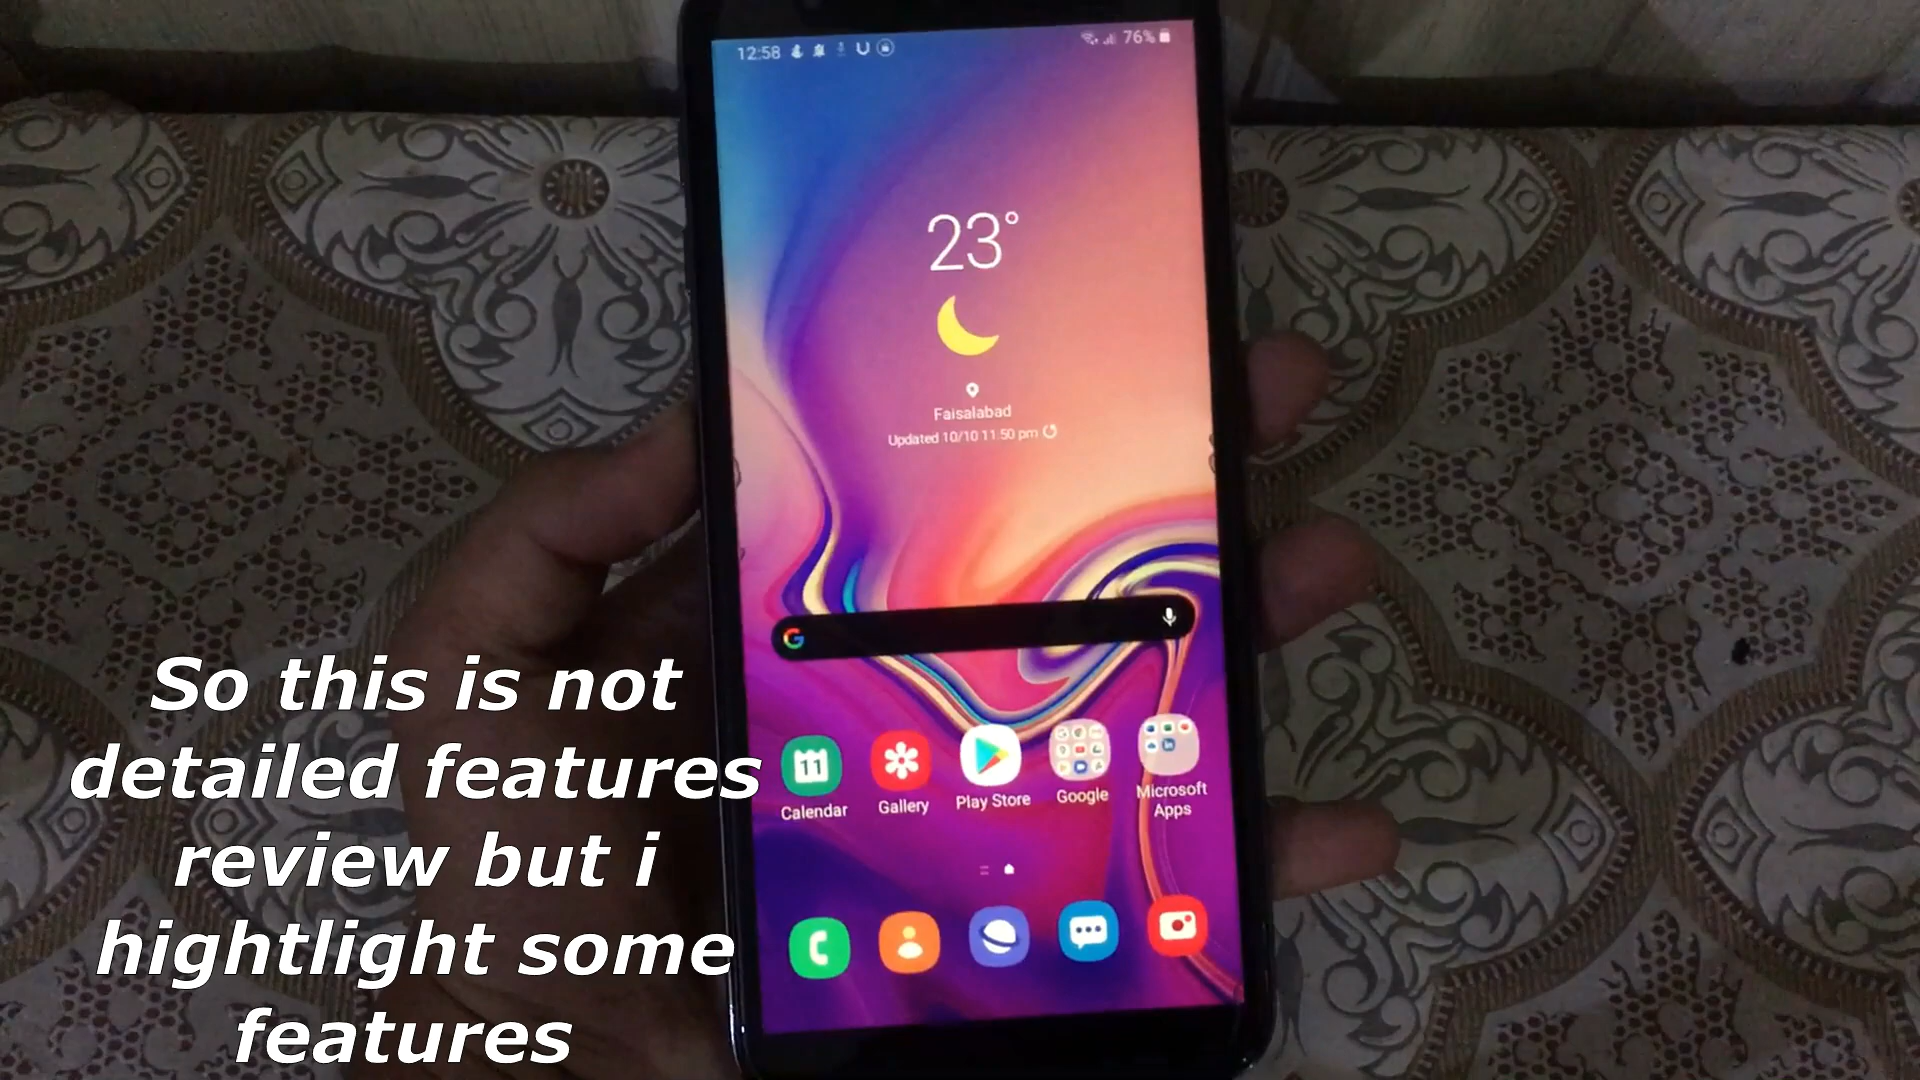 12:58
76%
23°
Faisalabad
Updated 10/10 11:50 pm
G
11
Calendar
Gallery
Play Store
Google
Microsoft
Apps
So this is not
detailed features
review but i
hightlight some
features